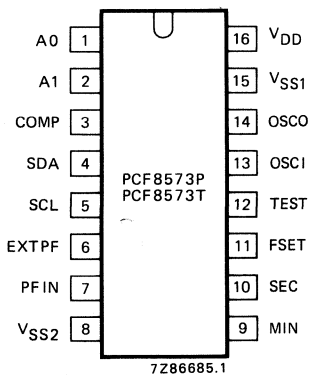 A0 1 16 VDD
A1 2 15 VSS1
COMP 3 14 OSCO
SDA 4 13 OSCI
PCF8573P
PCF8573T
SCL 5 12 TEST
EXTPF 6 11 FSET
PFIN 7 10 SEC
VSS2 8 9 MIN
7Z86685.1